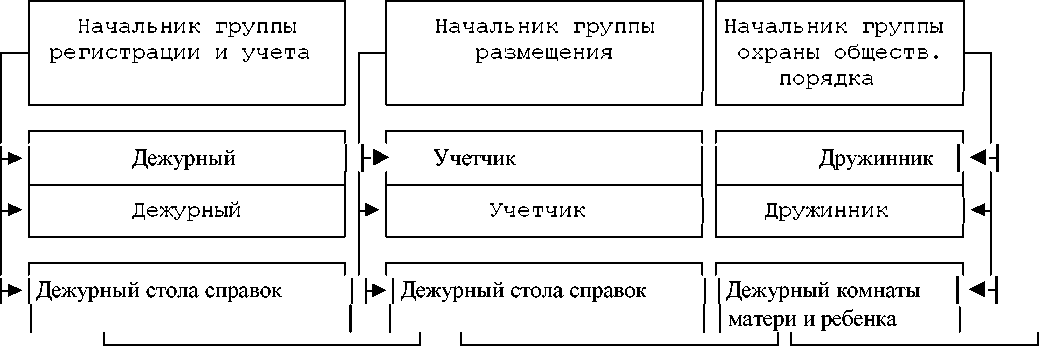 Начальник группы
регистрации и учета
Начальник группы
размещения
Начальник группы
охраны обществ.
порядка
Дежурный
Учетчик
Дружинник
Дежурный
Учетчик
Дружинник
Дежурный стола справок
Дежурный стола справок
Дежурный комнаты
матери и ребенка